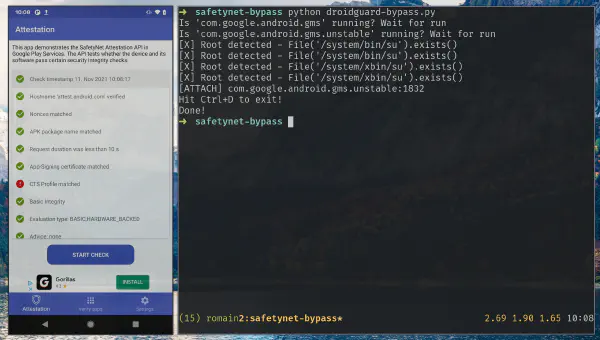 10:08
Attestation
This app demonstrates the SafetyNet Attestation API in
Google Play Services. The API tests whether the device and its
software pass certain security integrity checks:
Check timestamp: 11, Nov 2021 10:08:17
Hostname 'attest.android.com' verified
Nonces matched
APK package name matched
Request duration was less than 10 s
App-Signing certificate matched
CTS Profile matched
Basic integrity
Evaluation type: BASIC,HARDWARE_BACKED
Advice: none
START CHECK
Gorillas
INSTALL
Attestation
Verify apps
Settings
➜ safetynet-bypass python droidguard-bypass.py
Is 'com.google.android.gms' running? Wait for run
Is 'com.google.android.gms.unstable' running? Wait for run
[X] Root detected - File('/system/bin/su').exists()
[X] Root detected - File('/system/bin/su').exists()
[X] Root detected - File('/system/xbin/su').exists()
[X] Root detected - File('/system/xbin/su').exists()
[ATTACH] com.google.android.gms.unstable:1832
Hit Ctrl+D to exit!
Done!
➜ safetynet-bypass
(15) romain2:safetynet-bypass* 2.69 1.90 1.65 10:08